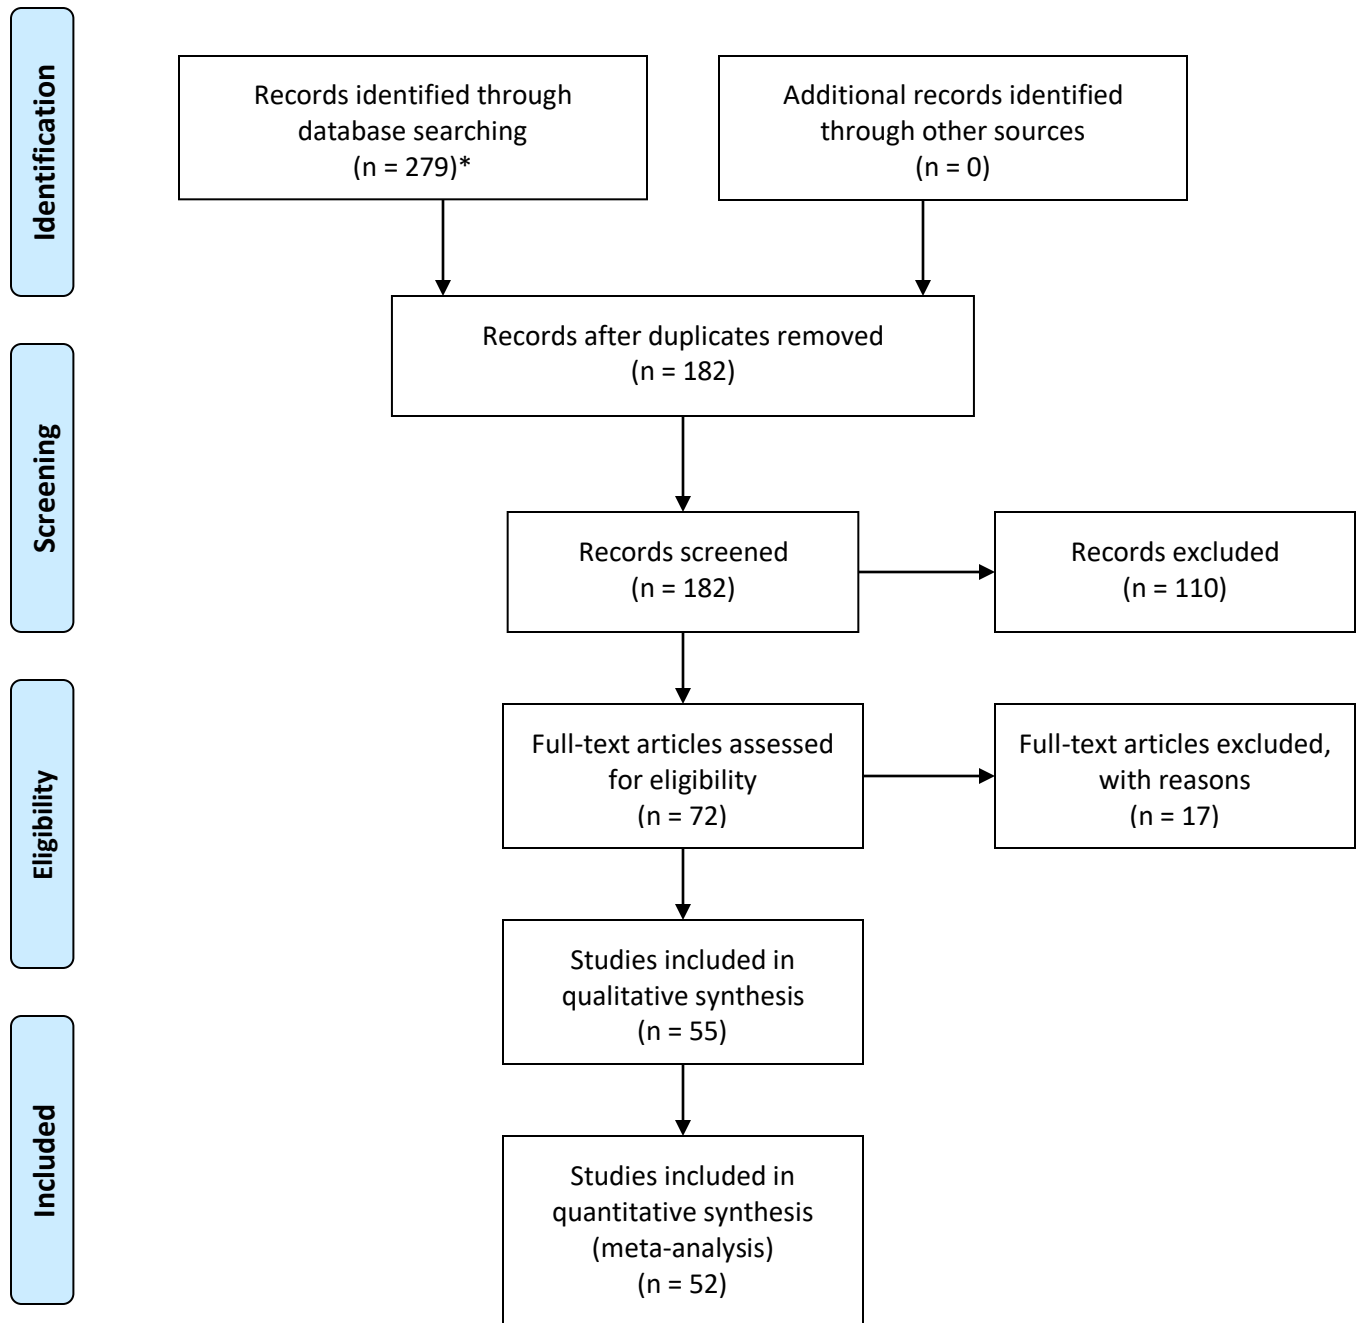 Identification
Records identified through
database searching
(n = 279)*
Additional records identified
through other sources
(n = 0)
Records after duplicates removed
(n = 182)
Screening
Records screened
(n = 182)
Records excluded
(n = 110)
Eligibility
Full-text articles assessed
for eligibility
(n = 72)
Full-text articles excluded,
with reasons
(n = 17)
Studies included in
qualitative synthesis
(n = 55)
Included
Studies included in
quantitative synthesis
(meta-analysis)
(n = 52)